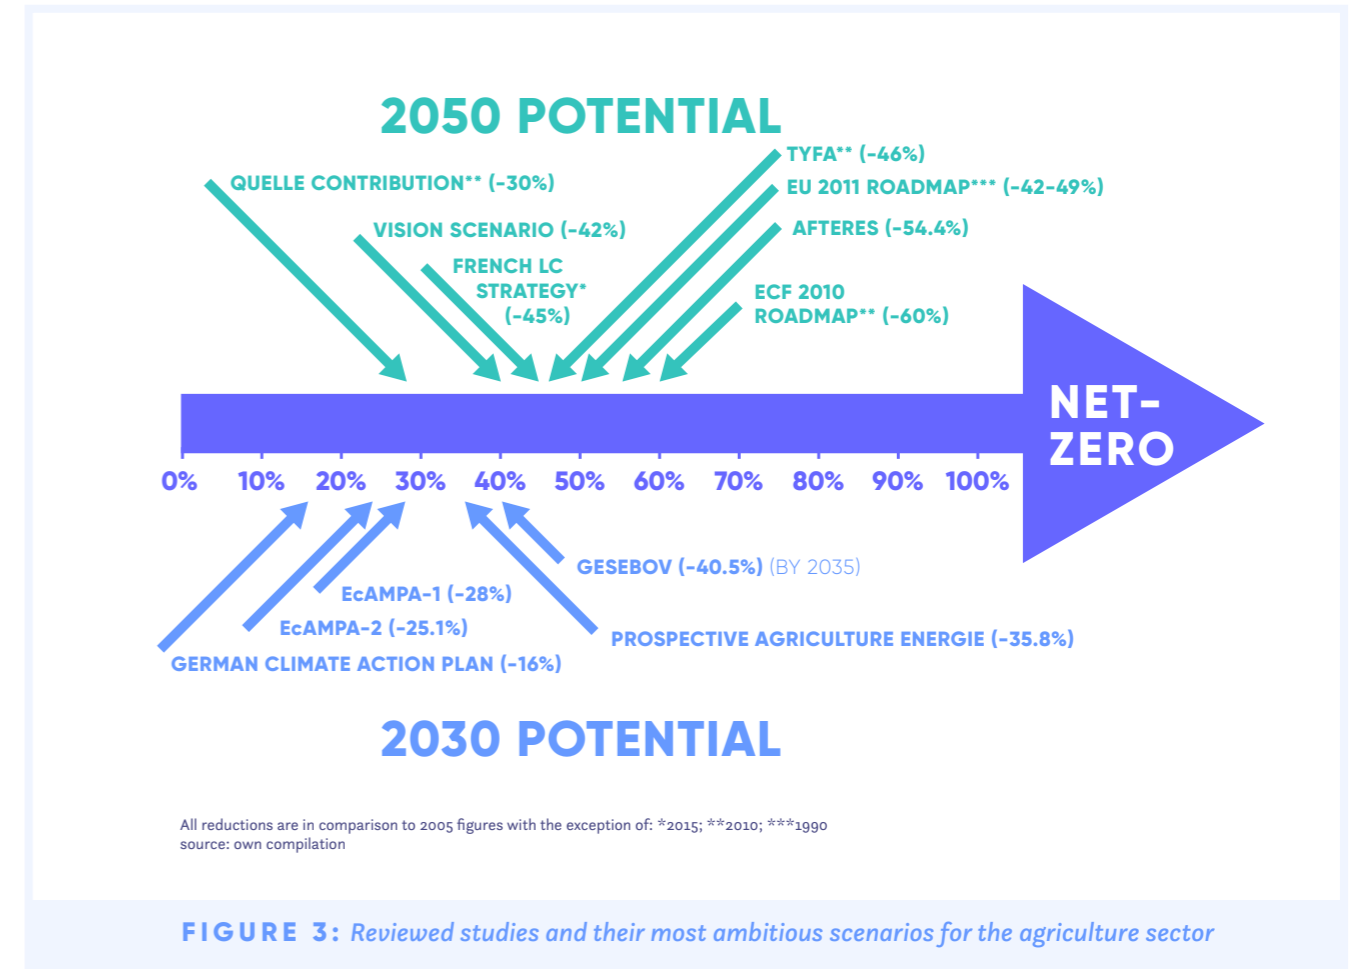 2050 POTENTIAL
QUELLE CONTRIBUTION** (-30%)
VISION SCENARIO (-42%)
FRENCH LC
STRATEGY*
(-45%)
TYFA** (-46%)
EU 2011 ROADMAP*** (-42-49%)
AFTERES (-54.4%)
ECF 2010
ROADMAP** (-60%)
NET-
ZERO
0% 10% 20% 30% 40% 50% 60% 70% 80% 90% 100%
GESEBOV (-40.5%) (BY 2035)
EcAMPA-1 (-28%)
EcAMPA-2 (-25.1%)
PROSPECTIVE AGRICULTURE ENERGIE (-35.8%)
GERMAN CLIMATE ACTION PLAN (-16%)
2030 POTENTIAL
All reductions are in comparison to 2005 figures with the exception of: *2015; **2010; ***1990
source: own compilation
FIGURE 3: Reviewed studies and their most ambitious scenarios for the agriculture sector